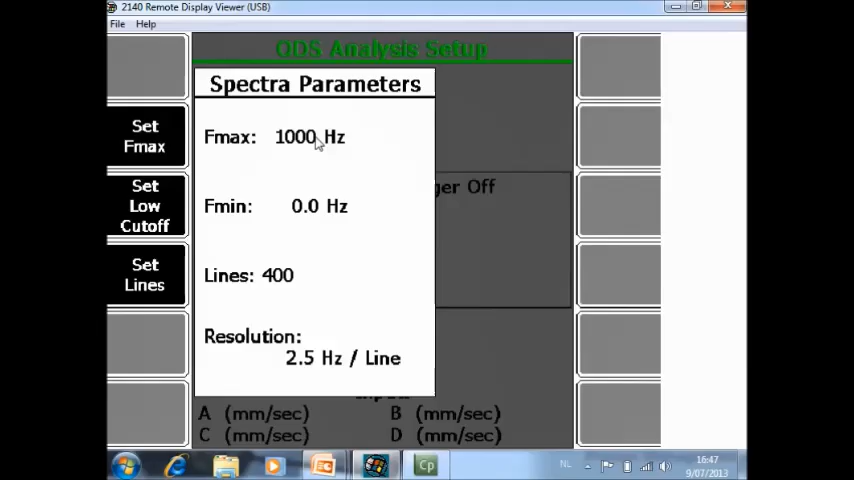 2140 Remote Display Viewer (USB)
File Help
ODS Analysis Setup
Spectra Parameters
Set
Fmax
Fmax: 1000 Hz
Set
Low
Cutoff
ger Off
Fmin: 0.0 Hz
Set
Lines
Lines: 400
Resolution:
2.5 Hz / Line
A (mm/sec) B (mm/sec)
C (mm/sec) D (mm/sec)
Cp
NL
16:47
9/07/2013